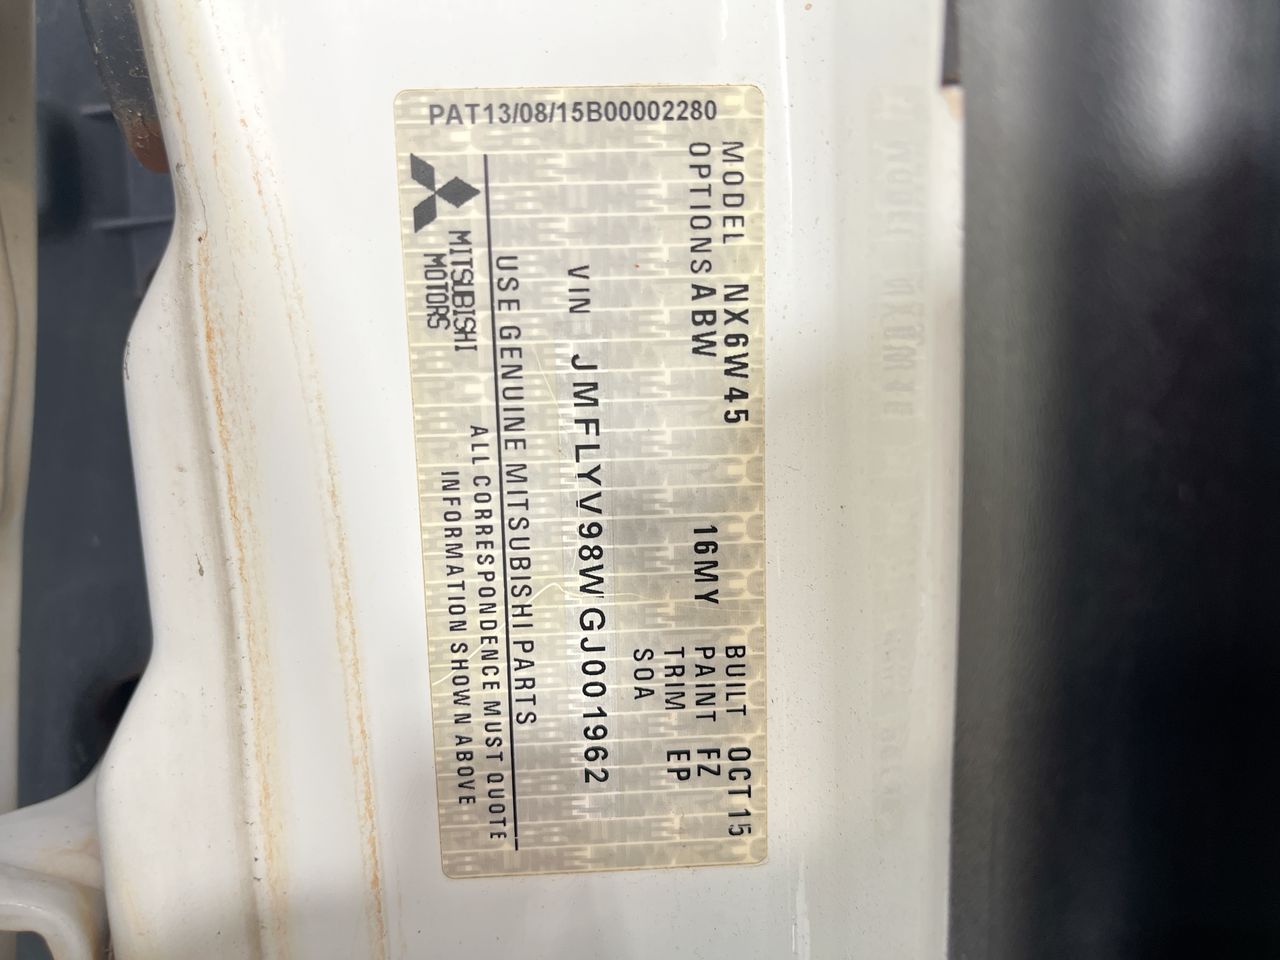 PAT13/08/15B00002280
MODEL NX6W45 BUILT OCT15
OPTIONS ABW 16MY PAINT FZ
TRIM EP
SOA
VIN JMFLYV98WGJ001962
USE GENUINE MITSUBISHI PARTS
MITSUBISHI
MOTORS
ALL CORRESPONDENCE MUST QUOTE
INFORMATION SHOWN ABOVE